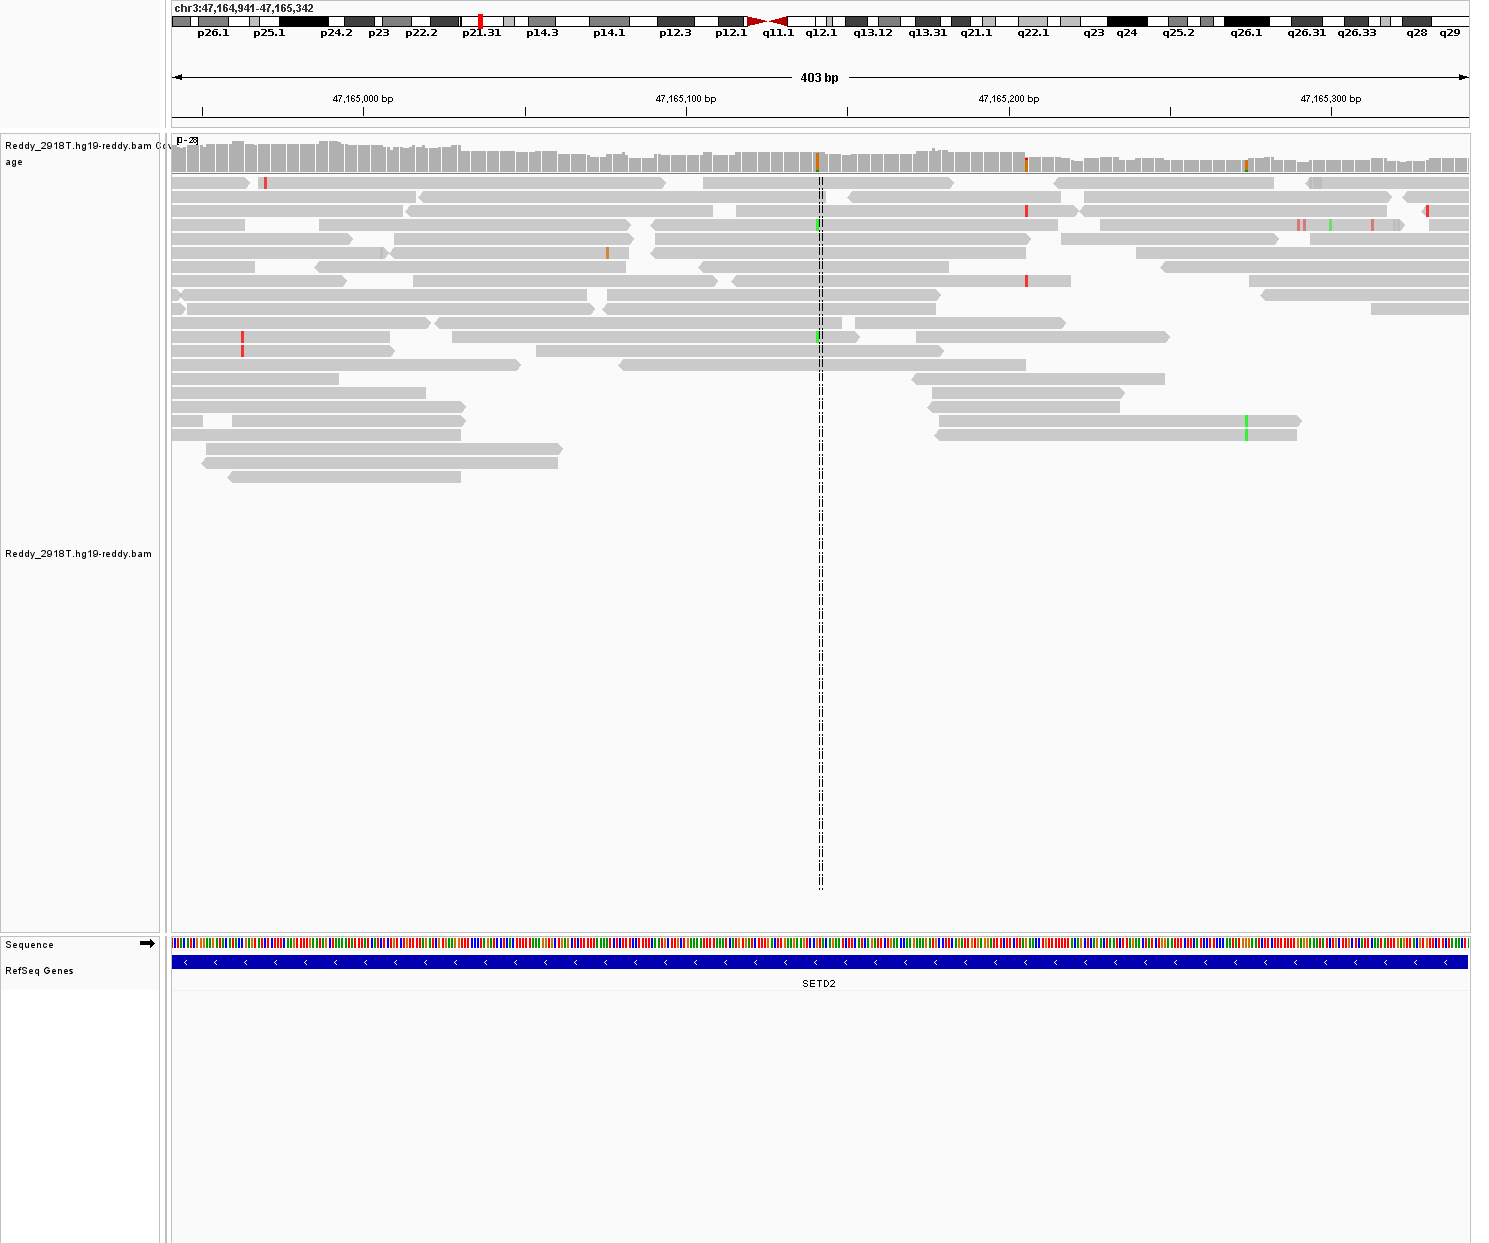 chr3:47,164,941-47,165,342
p26.1 p25.1 p24.2 p23 p22.2 p21.31 p14.3 p14.1 p12.3 p12.1 q11.1 q12.1 q13.12 q13.31 q21.1 q22.1 q23 q24 q25.2 q26.1 q26.31 q26.33 q28 q29
403 bp
47,165,000 bp 47,165,100 bp 47,165,200 bp 47,165,300 bp
Reddy_2918T.hg19-reddy.bam Cov
age
Reddy_2918T.hg19-reddy.bam
Sequence
RefSeq Genes
SETD2